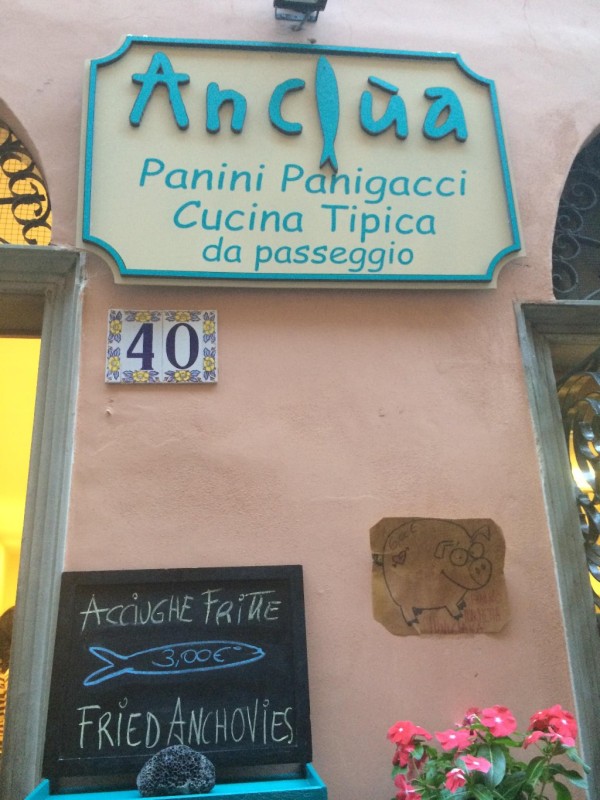 Anciùa
Panini Panigacci
Cucina Tipica
da passeggio
40
ACCIUGHE FRITTE
3,00€
FRIED ANCHOVIES